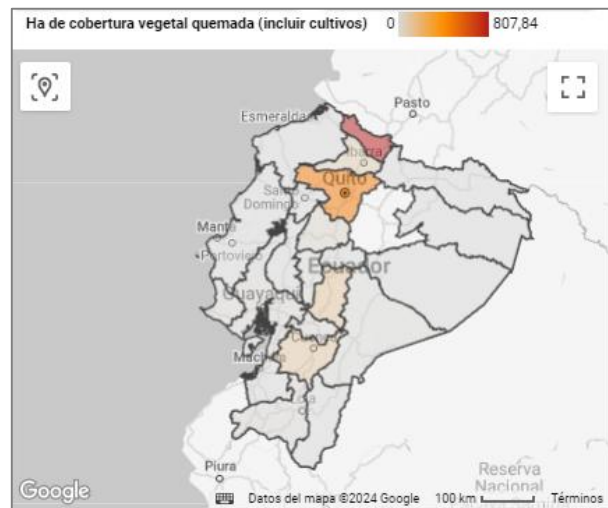 Ha de cobertura vegetal quemada (incluir cultivos) 0 807,84
Pasto
Esmeraldas
Ibarra
Quito
Santo
Domingo
Manta
Portoviejo
Ecuador
Guayaquil
Cuenca
Machala
Loja
Piura
Reserva
Nacional
Google
Datos del mapa ©2024 Google 100 km Términos